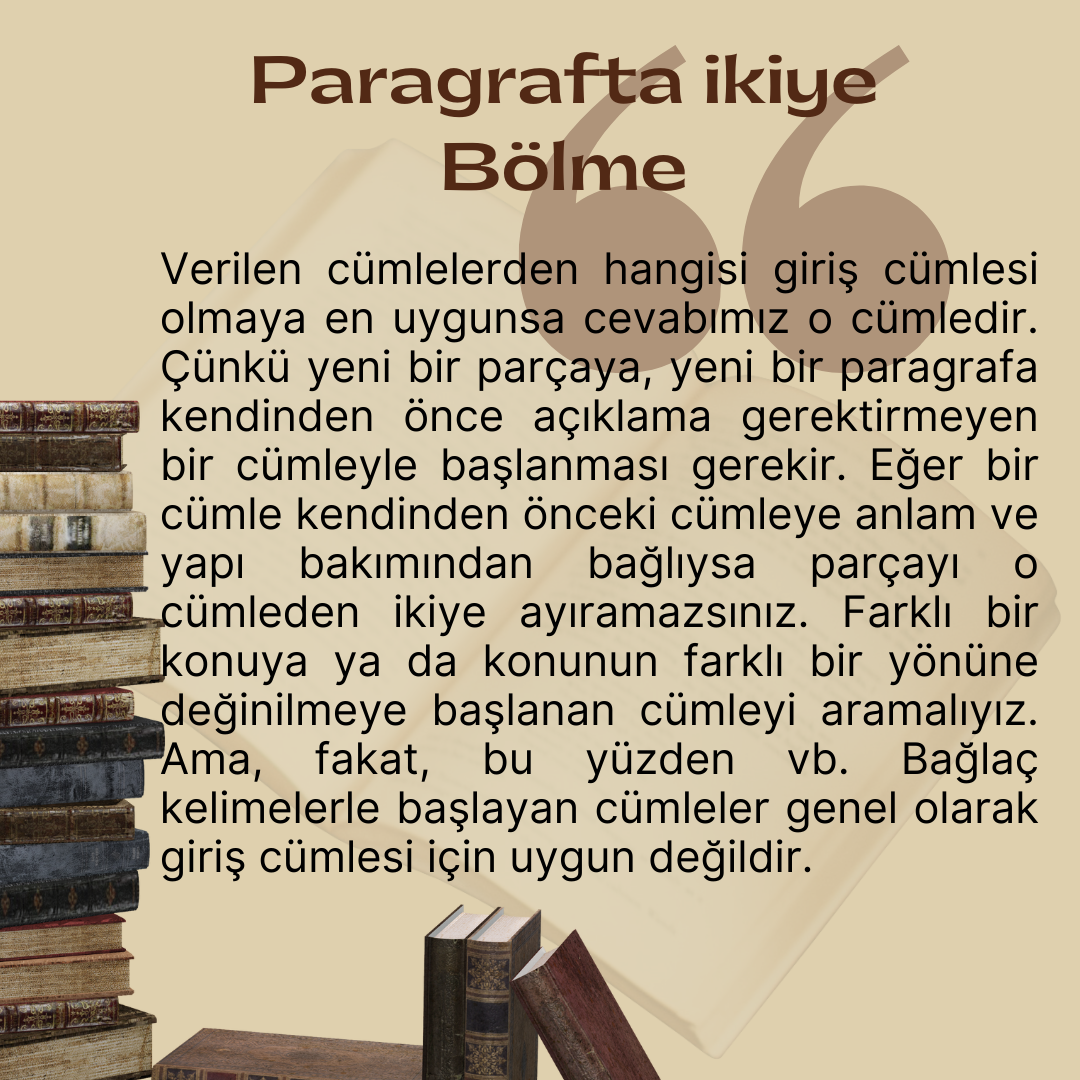 Paragrafta ikiye
Bölme
Verilen cümlelerden hangisi giriş cümlesi
olmaya en uygunsa cevabımız o cümledir.
Çünkü yeni bir parçaya, yeni bir paragrafa
kendinden önce açıklama gerektirmeyen
bir cümleyle başlanması gerekir. Eğer bir
cümle kendinden önceki cümleye anlam ve
yapı bakımından bağlıysa parçayı o
cümleden ikiye ayıramazsınız. Farklı bir
konuya ya da konunun farklı bir yönüne
değinilmeye başlanan cümleyi aramalıyız.
Ama, fakat, bu yüzden vb. Bağlaç
kelimelerle başlayan cümleler genel olarak
giriş cümlesi için uygun değildir.